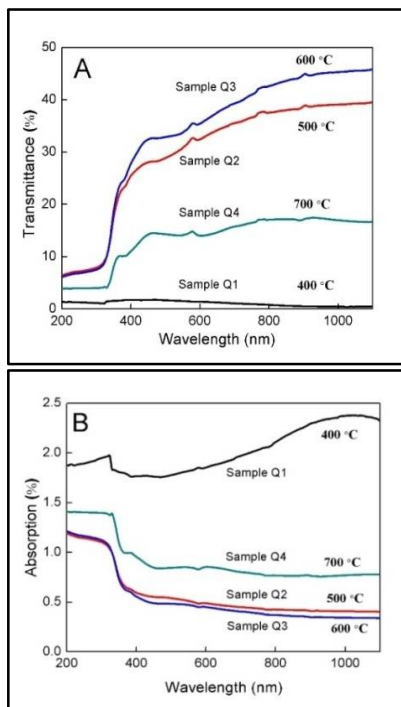 A
600 °C
Sample Q3
500 °C
Sample Q2
Sample Q4
700 °C
Sample Q1
400 °C
Transmittance (%)
50
40
30
20
10
0
200 400 600 800 1000
Wavelength (nm)
B
400 °C
Sample Q1
Sample Q4
700 °C
Sample Q2
500 °C
Sample Q3
600 °C
Absorption (%)
2.5
2.0
1.5
1.0
0.5
0.0
200 400 600 800 1000
Wavelength (nm)